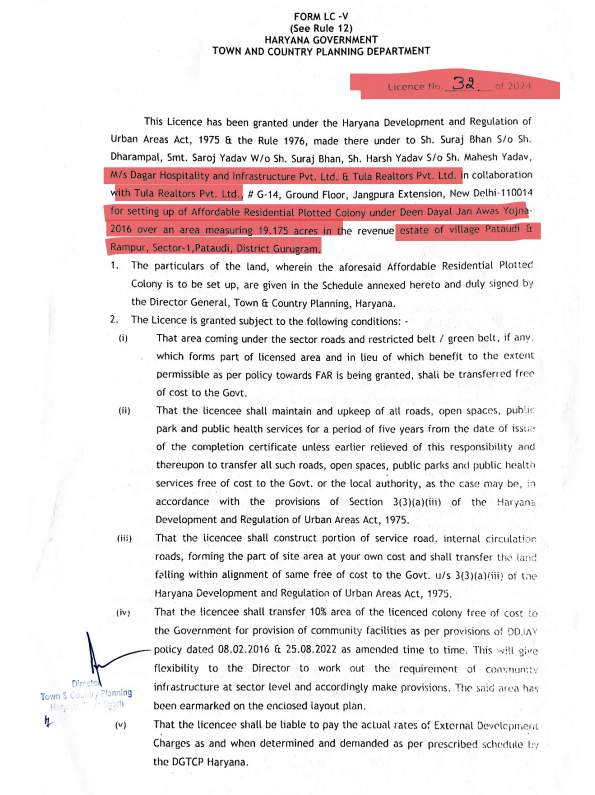 FORM LC -V
(See Rule 12)
HARYANA GOVERNMENT
TOWN AND COUNTRY PLANNING DEPARTMENT
Licence No. 32 of 2024
This Licence has been granted under the Haryana Development and Regulation of
Urban Areas Act, 1975 & the Rule 1976, made there under to Sh. Suraj Bhan S/o Sh.
Dharampal, Smt. Saroj Yadav W/o Sh. Suraj Bhan, Sh. Harsh Yadav S/o Sh. Mahesh Yadav,
M/s Dagar Hospitality and Infrastructure Pvt. Ltd. & Tula Realtors Pvt. Ltd. in collaboration
with Tula Realtors Pvt. Ltd., # G-14, Ground Floor, Jangpura Extension, New Delhi-110014
for setting up of Affordable Residential Plotted Colony under Deen Dayal Jan Awas Yojna-
2016 over an area measuring 19.175 acres in the revenue estate of village Pataudi &
Rampur, Sector-1,Pataudi, District Gurugram.
1. The particulars of the land, wherein the aforesaid Affordable Residential Plotted
Colony is to be set up, are given in the Schedule annexed hereto and duly signed by
the Director General, Town & Country Planning, Haryana.
2. The Licence is granted subject to the following conditions: -
(i) That area coming under the sector roads and restricted belt / green belt, if any,
which forms part of licensed area and in lieu of which benefit to the extent
permissible as per policy towards FAR is being granted, shall be transferred free
of cost to the Govt.
(ii) That the licencee shall maintain and upkeep of all roads, open spaces, public
park and public health services for a period of five years from the date of issue
of the completion certificate unless earlier relieved of this responsibility and
thereupon to transfer all such roads, open spaces, public parks and public health
services free of cost to the Govt. or the local authority, as the case may be, in
accordance with the provisions of Section 3(3)(a)(iii) of the Haryana
Development and Regulation of Urban Areas Act, 1975.
(iii) That the licencee shall construct portion of service road, internal circulation
roads, forming the part of site area at your own cost and shall transfer the land
falling within alignment of same free of cost to the Govt. u/s 3(3)(a)(iii) of the
Haryana Development and Regulation of Urban Areas Act, 1975.
(iv) That the licencee shall transfer 10% area of the licenced colony free of cost to
the Government for provision of community facilities as per provisions of DDJAY
policy dated 08.02.2016 & 25.08.2022 as amended time to time. This will give
flexibility to the Director to work out the requirement of community
infrastructure at sector level and accordingly make provisions. The said area has
been earmarked on the enclosed layout plan.
(v) That the licencee shall be liable to pay the actual rates of External Development
Charges as and when determined and demanded as per prescribed schedule by
the DGTCP Haryana.
Director
Town & Country Planning